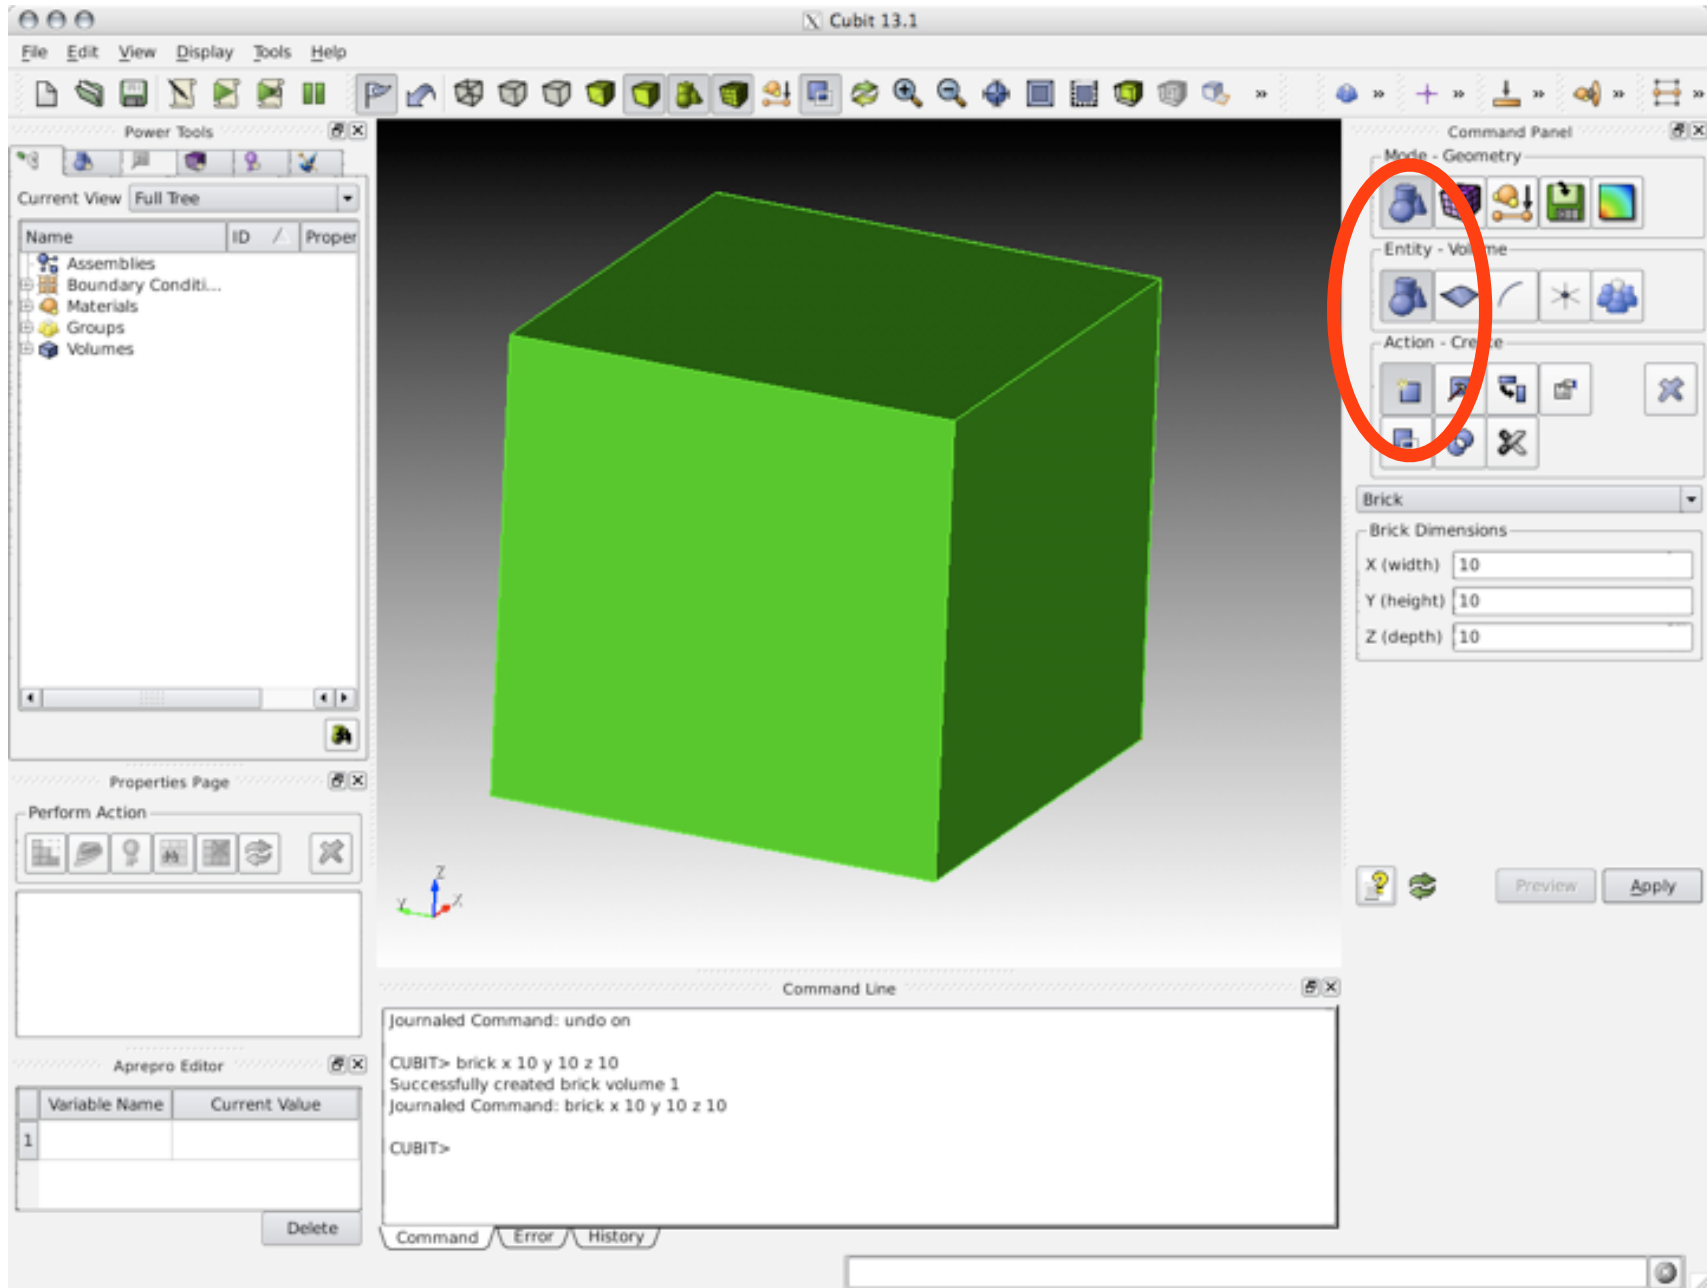 Cubit 13.1
File Edit View Display Tools Help
Power Tools
Current View Full Tree
Name ID Proper
Assemblies
Boundary Conditi...
Materials
Groups
Volumes
Properties Page
Perform Action
Aprepro Editor
Variable Name Current Value
1
Delete
Z
Y
X
Command Line
Journaled Command: undo on
CUBIT> brick x 10 y 10 z 10
Successfully created brick volume 1
Journaled Command: brick x 10 y 10 z 10
CUBIT>
Command Error History
Command Panel
Mode - Geometry
Entity - Volume
Action - Create
Brick
Brick Dimensions
X (width) 10
Y (height) 10
Z (depth) 10
Preview Apply